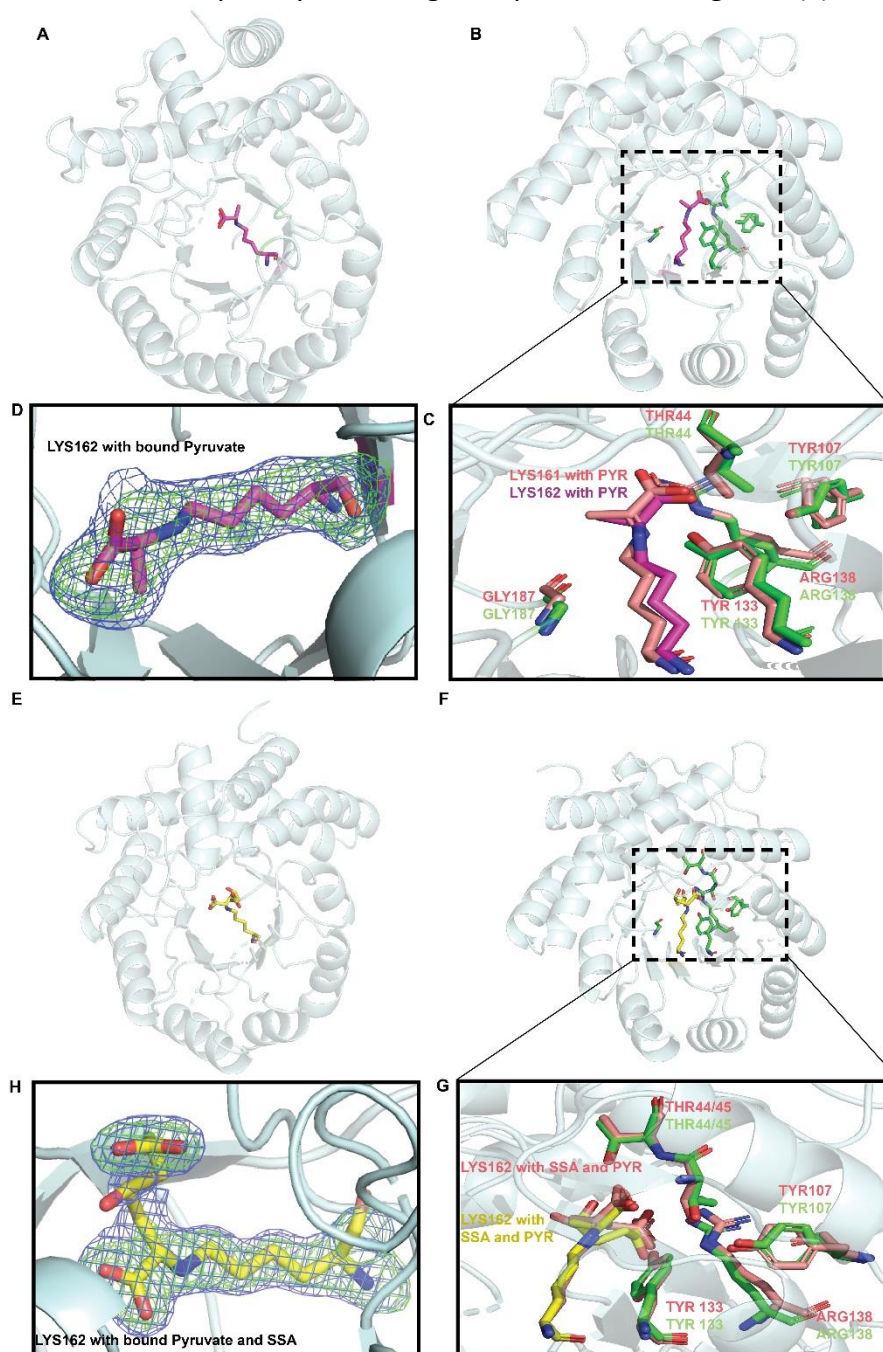 A
B
D
LYS162 with bound Pyruvate
C
THR44
THR44
TYR107
TYR107
LYS161 with PYR
LYS162 with PYR
GLY187
GLY187
ARG138
ARG138
TYR 133
TYR 133
E
F
H
LYS162 with bound Pyruvate and SSA
G
THR44/45
THR44/45
LYS162 with SSA and PYR
TYR107
TYR107
LYS162 with
SSA and PYR
TYR 133
TYR 133
ARG138
ARG138